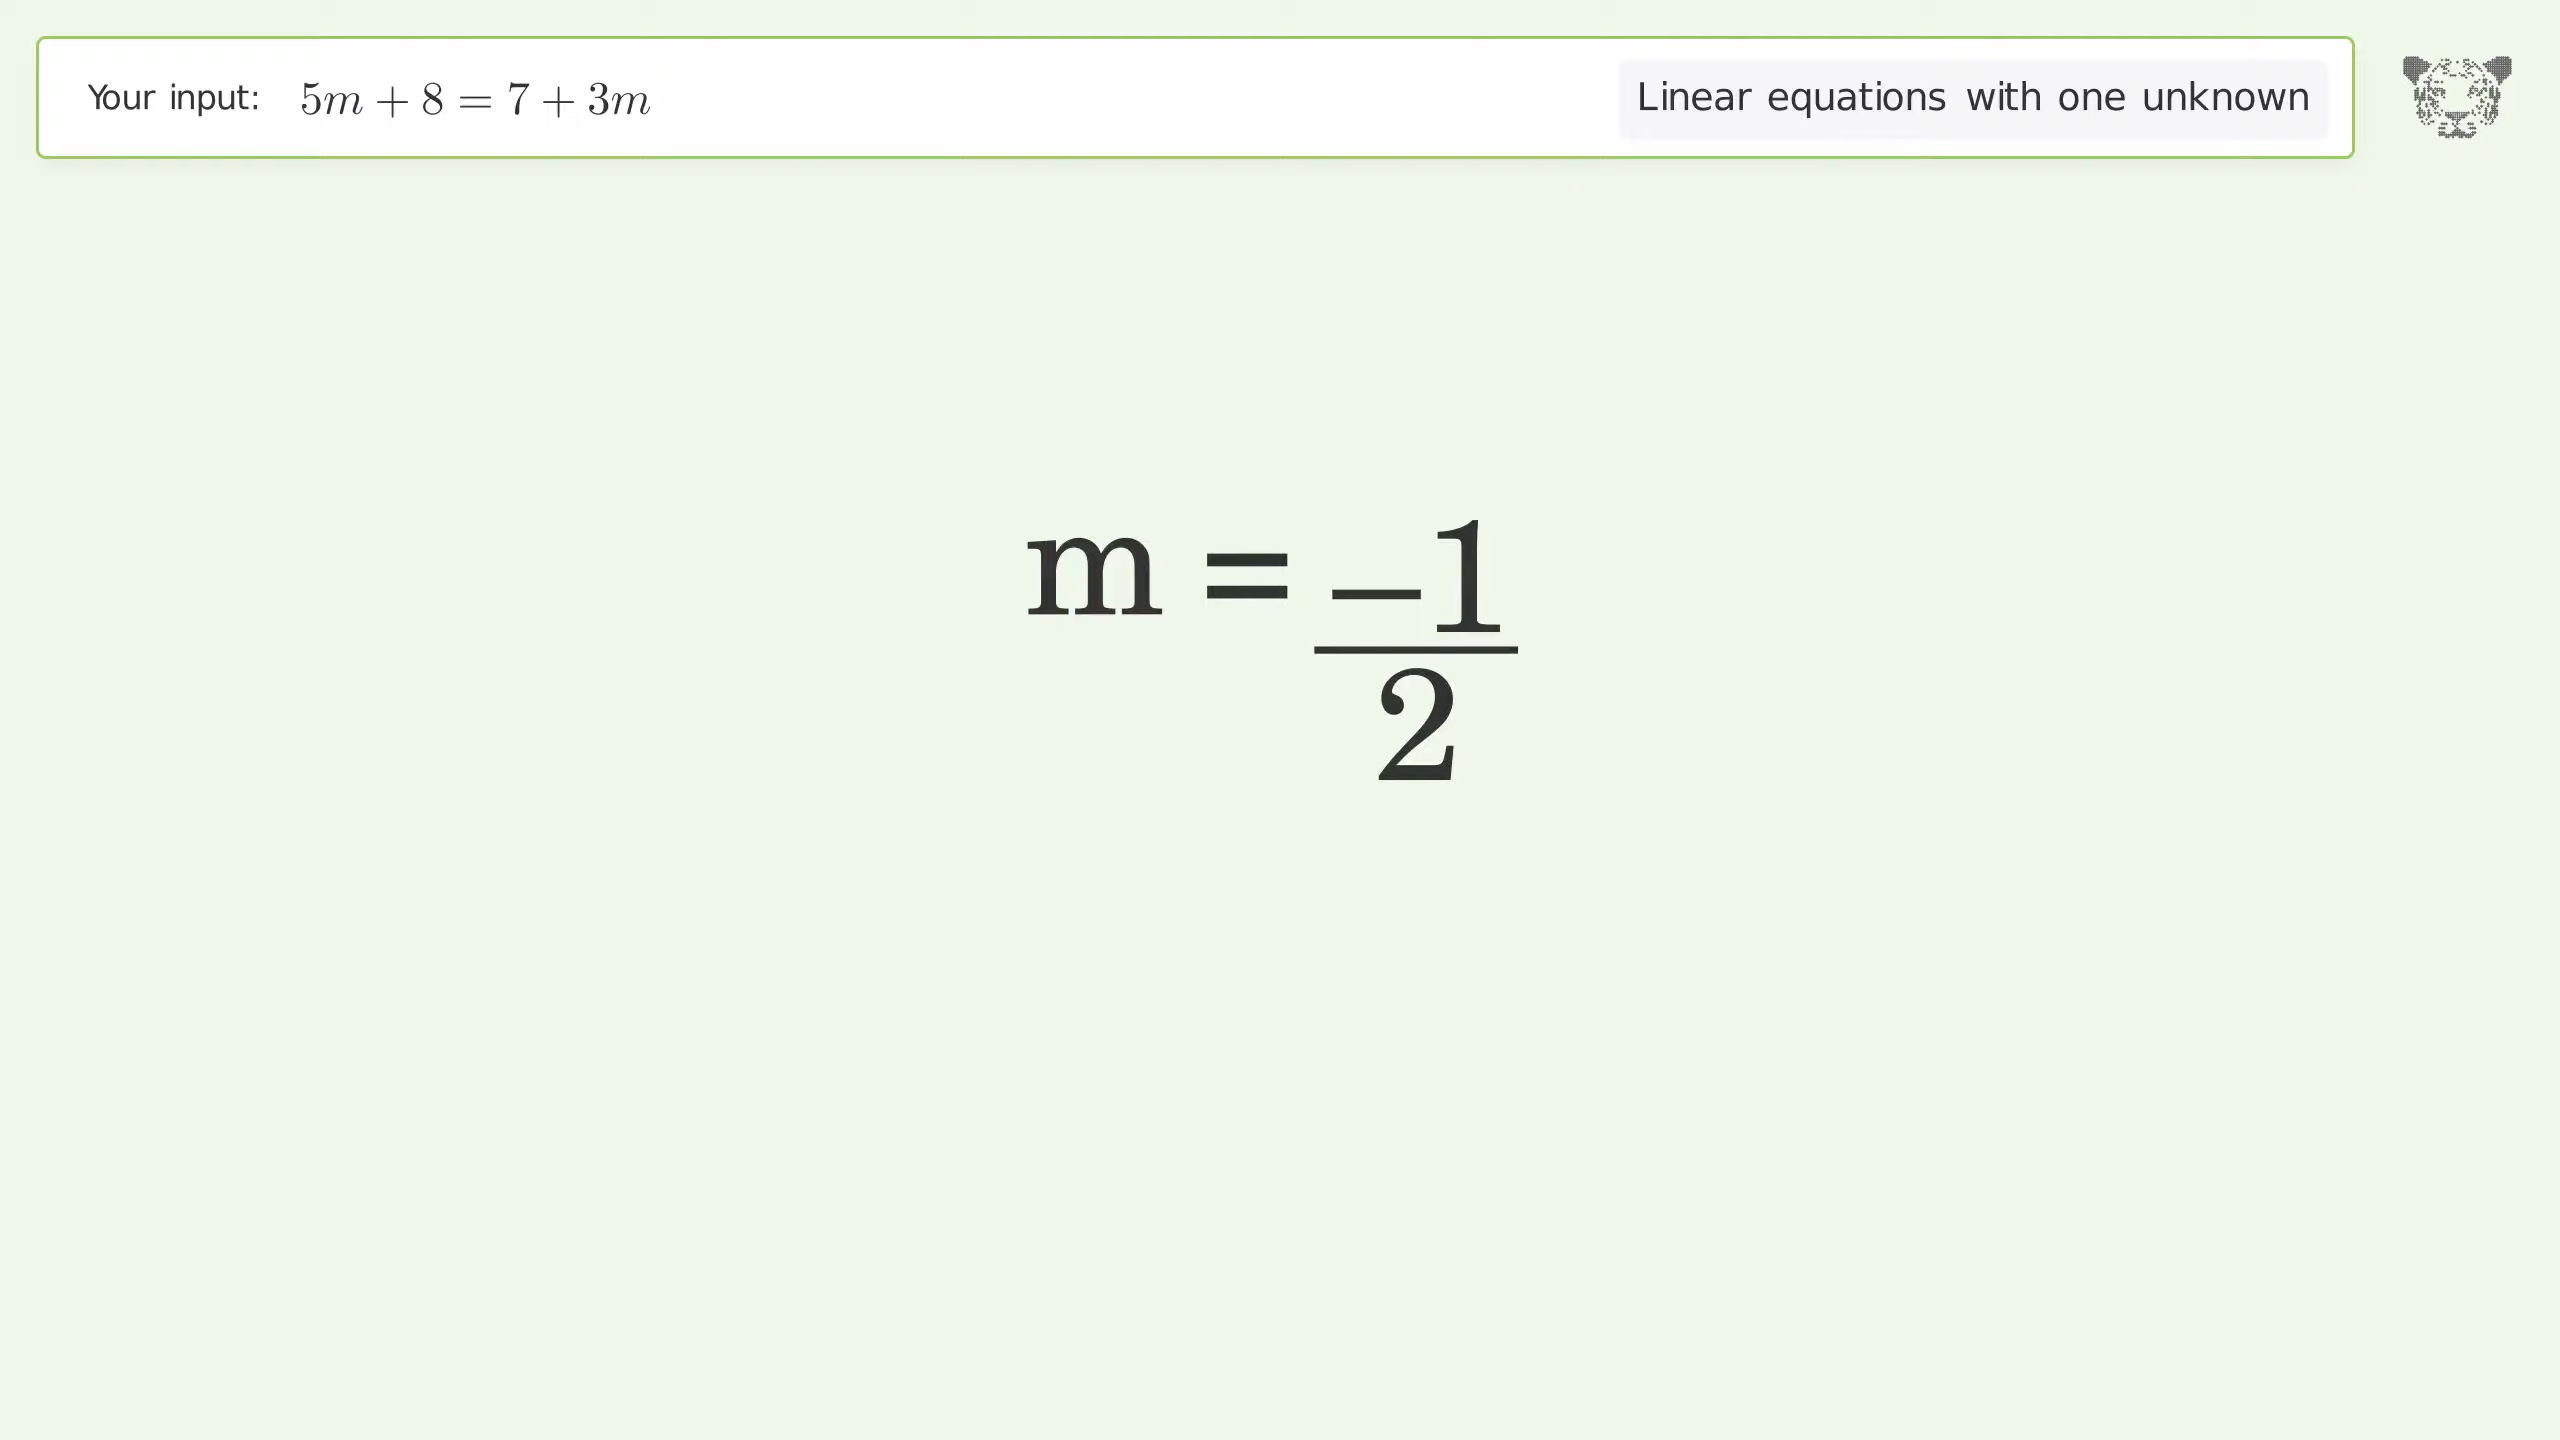 Your input: 5m + 8 = 7 + 3m
Linear equations with one unknown
m = −1/2